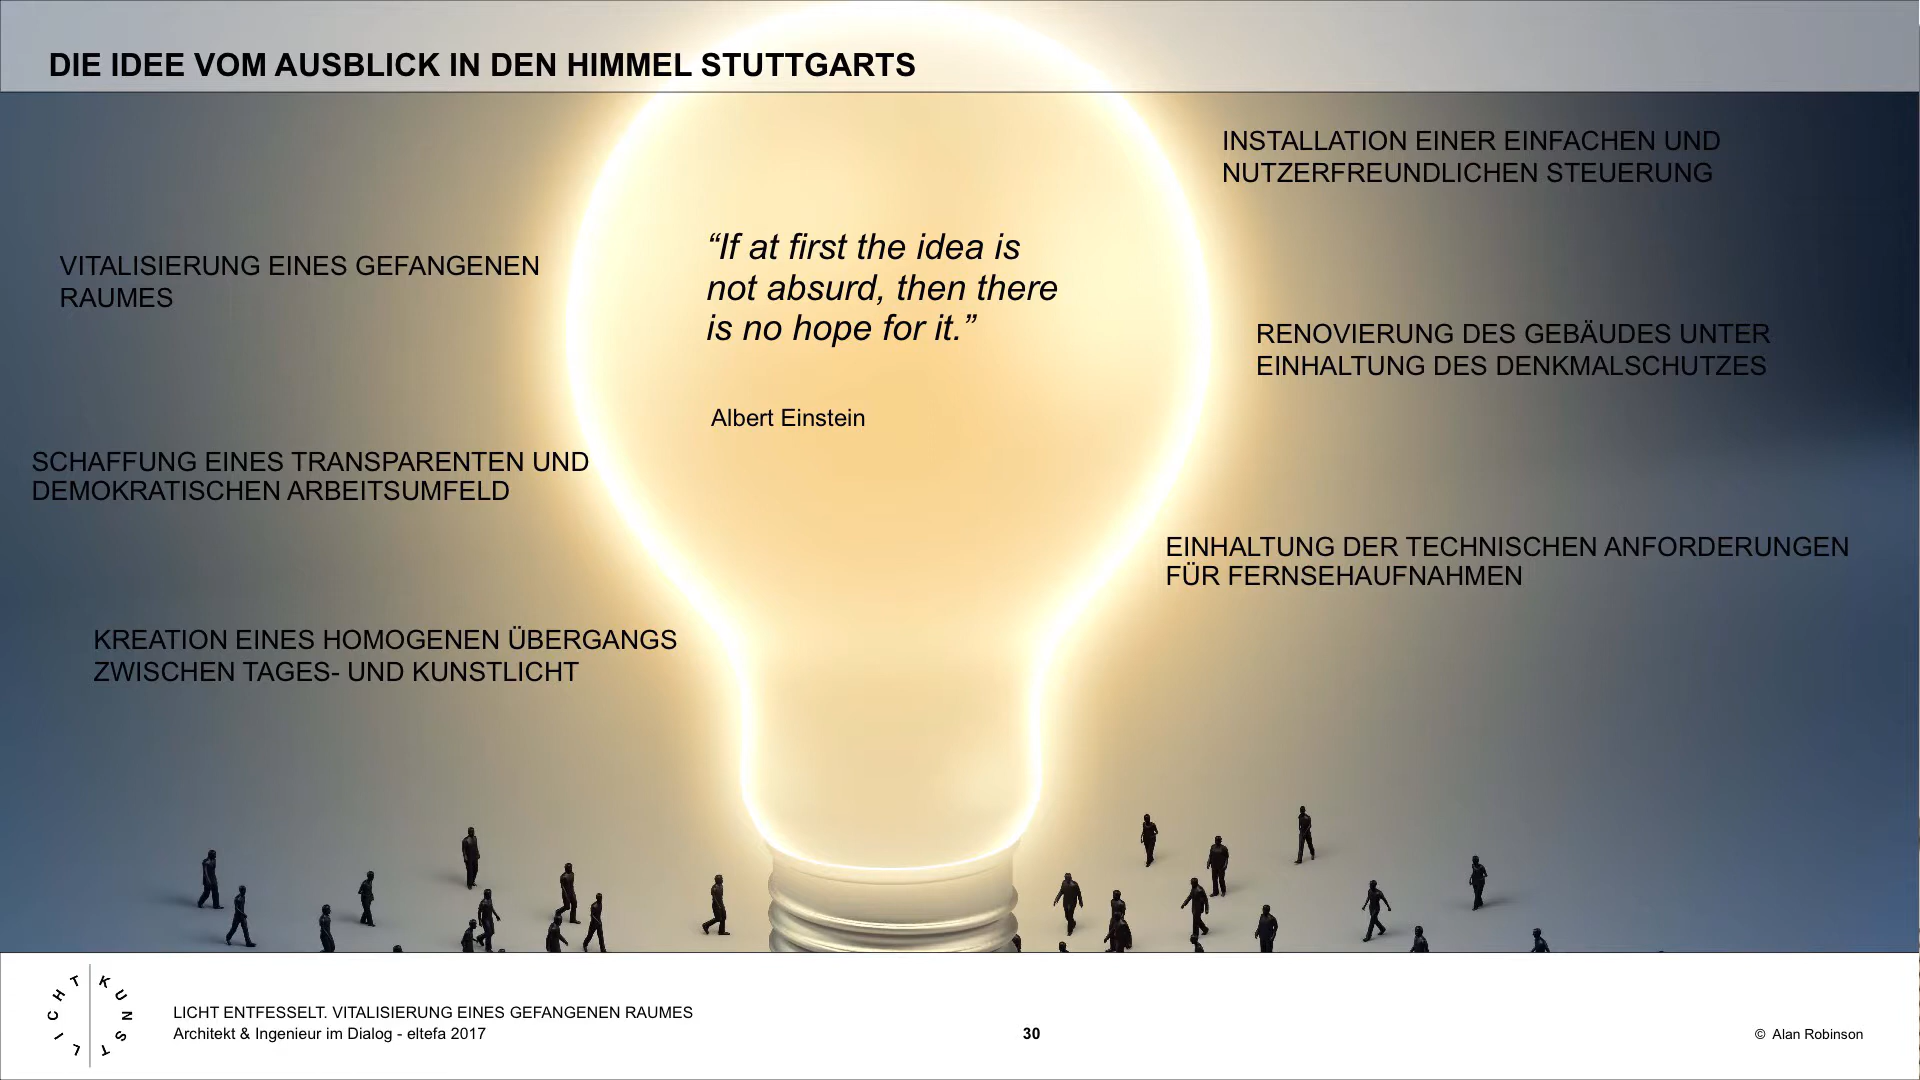 DIE IDEE VOM AUSBLICK IN DEN HIMMEL STUTTGARTS
INSTALLATION EINER EINFACHEN UND
NUTZERFREUNDLICHEN STEUERUNG
“If at first the idea is
not absurd, then there
is no hope for it.”
Albert Einstein
VITALISIERUNG EINES GEFANGENEN
RAUMES
RENOVIERUNG DES GEBÄUDES UNTER
EINHALTUNG DES DENKMALSCHUTZES
SCHAFFUNG EINES TRANSPARENTEN UND
DEMOKRATISCHEN ARBEITSUMFELD
EINHALTUNG DER TECHNISCHEN ANFORDERUNGEN
FÜR FERNSEHAUFNAHMEN
KREATION EINES HOMOGENEN ÜBERGANGS
ZWISCHEN TAGES- UND KUNSTLICHT
LICHT KUNST
LICHT ENTFESSELT. VITALISIERUNG EINES GEFANGENEN RAUMES
Architekt & Ingenieur im Dialog - eltefa 2017
30
© Alan Robinson